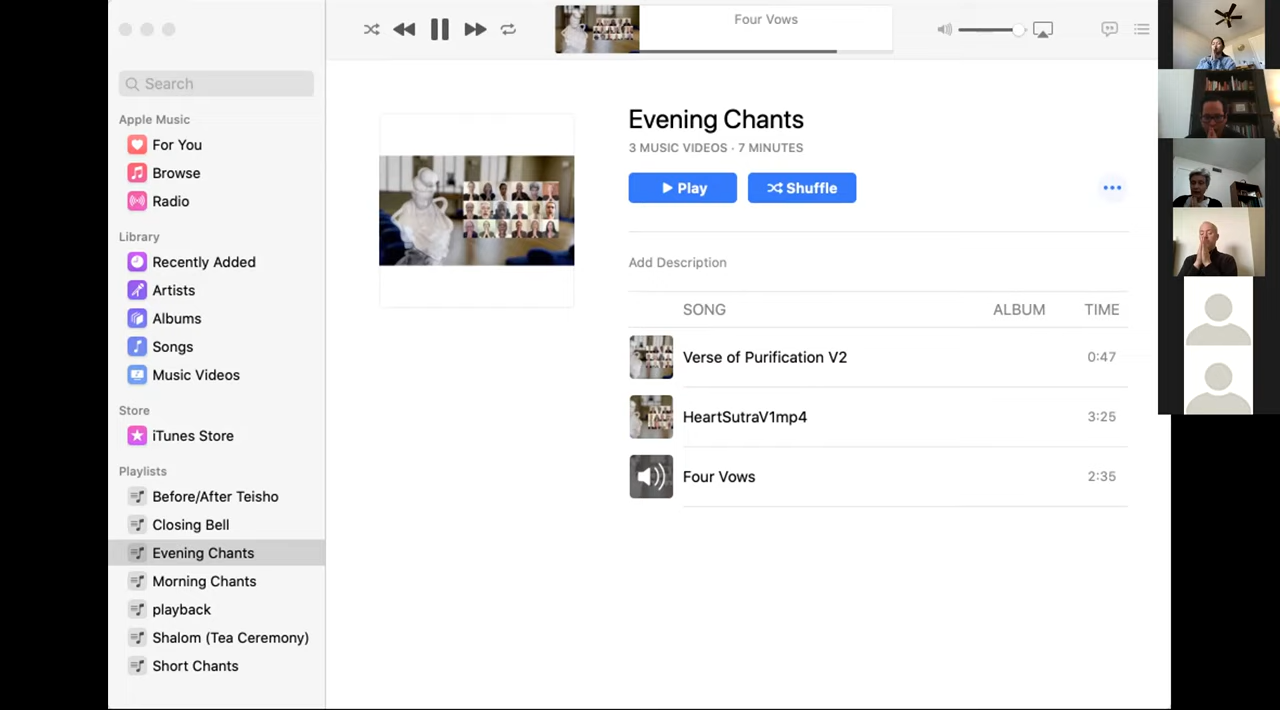 Four Vows
Search
Apple Music
For You
Browse
Radio
Library
Recently Added
Artists
Albums
Songs
Music Videos
Store
iTunes Store
Playlists
Before/After Teisho
Closing Bell
Evening Chants
Morning Chants
playback
Shalom (Tea Ceremony)
Short Chants
Evening Chants
3 MUSIC VIDEOS · 7 MINUTES
Play Shuffle
Add Description
SONG ALBUM TIME
Verse of Purification V2 0:47
HeartSutraV1mp4 3:25
Four Vows 2:35